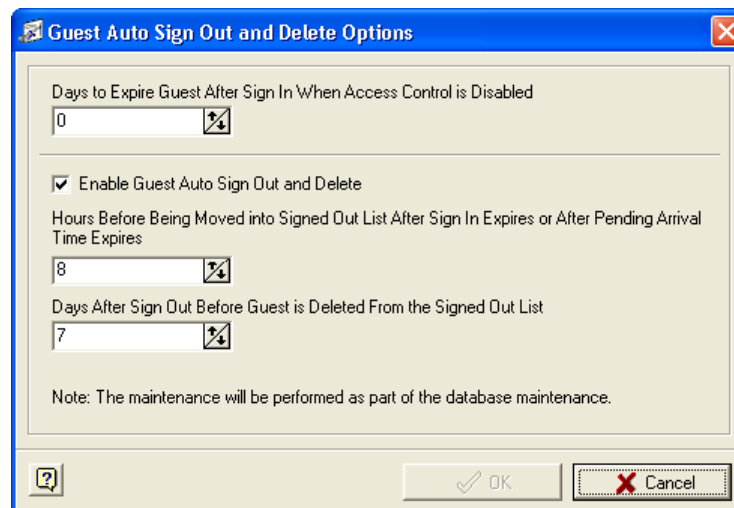 Guest Auto Sign Out and Delete Options
Days to Expire Guest After Sign In When Access Control is Disabled
0
Enable Guest Auto Sign Out and Delete
Hours Before Being Moved into Signed Out List After Sign In Expires or After Pending Arrival
Time Expires
8
Days After Sign Out Before Guest is Deleted From the Signed Out List
7
Note: The maintenance will be performed as part of the database maintenance.
? OK Cancel